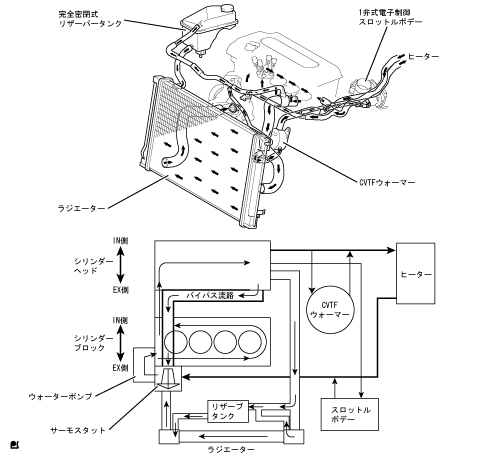 完全密閉式
リザーバータンク
1弁式電子制御
スロットルボデー
ヒーター
CVTFウォーマー
ラジエーター
IN側
シリンダー
ヘッド
EX側
バイパス流路
CVTF
ウォーマー
ヒーター
IN側
シリンダー
ブロック
EX側
ウォーターポンプ
サーモスタット
リザーブ
タンク
スロットル
ボデー
ラジエーター